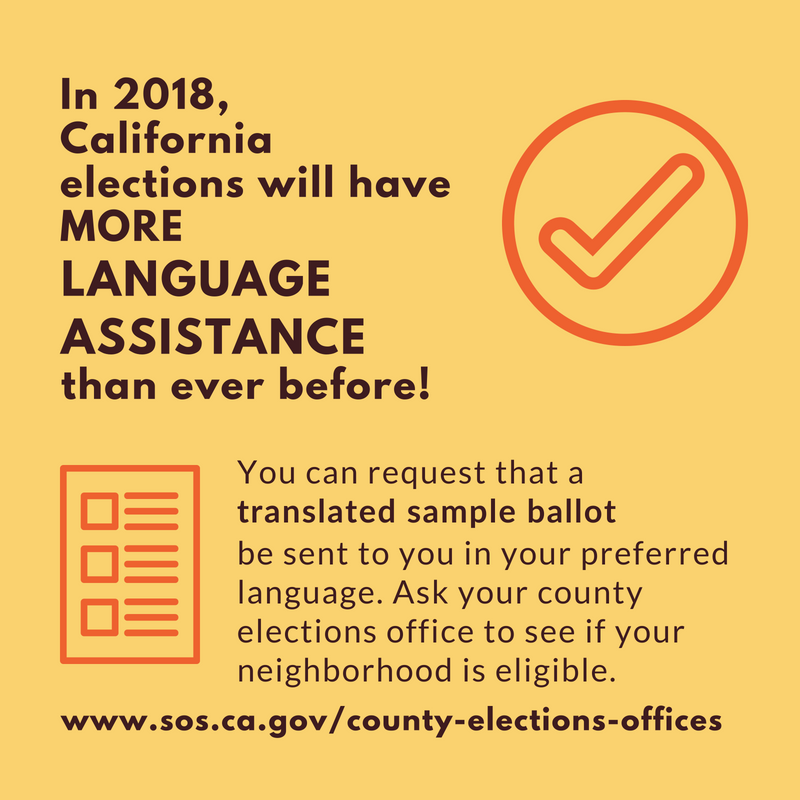 In 2018,
California
elections will have
MORE
LANGUAGE
ASSISTANCE
than ever before!
You can request that a
translated sample ballot
be sent to you in your preferred
language. Ask your county
elections office to see if your
neighborhood is eligible.
www.sos.ca.gov/county-elections-offices